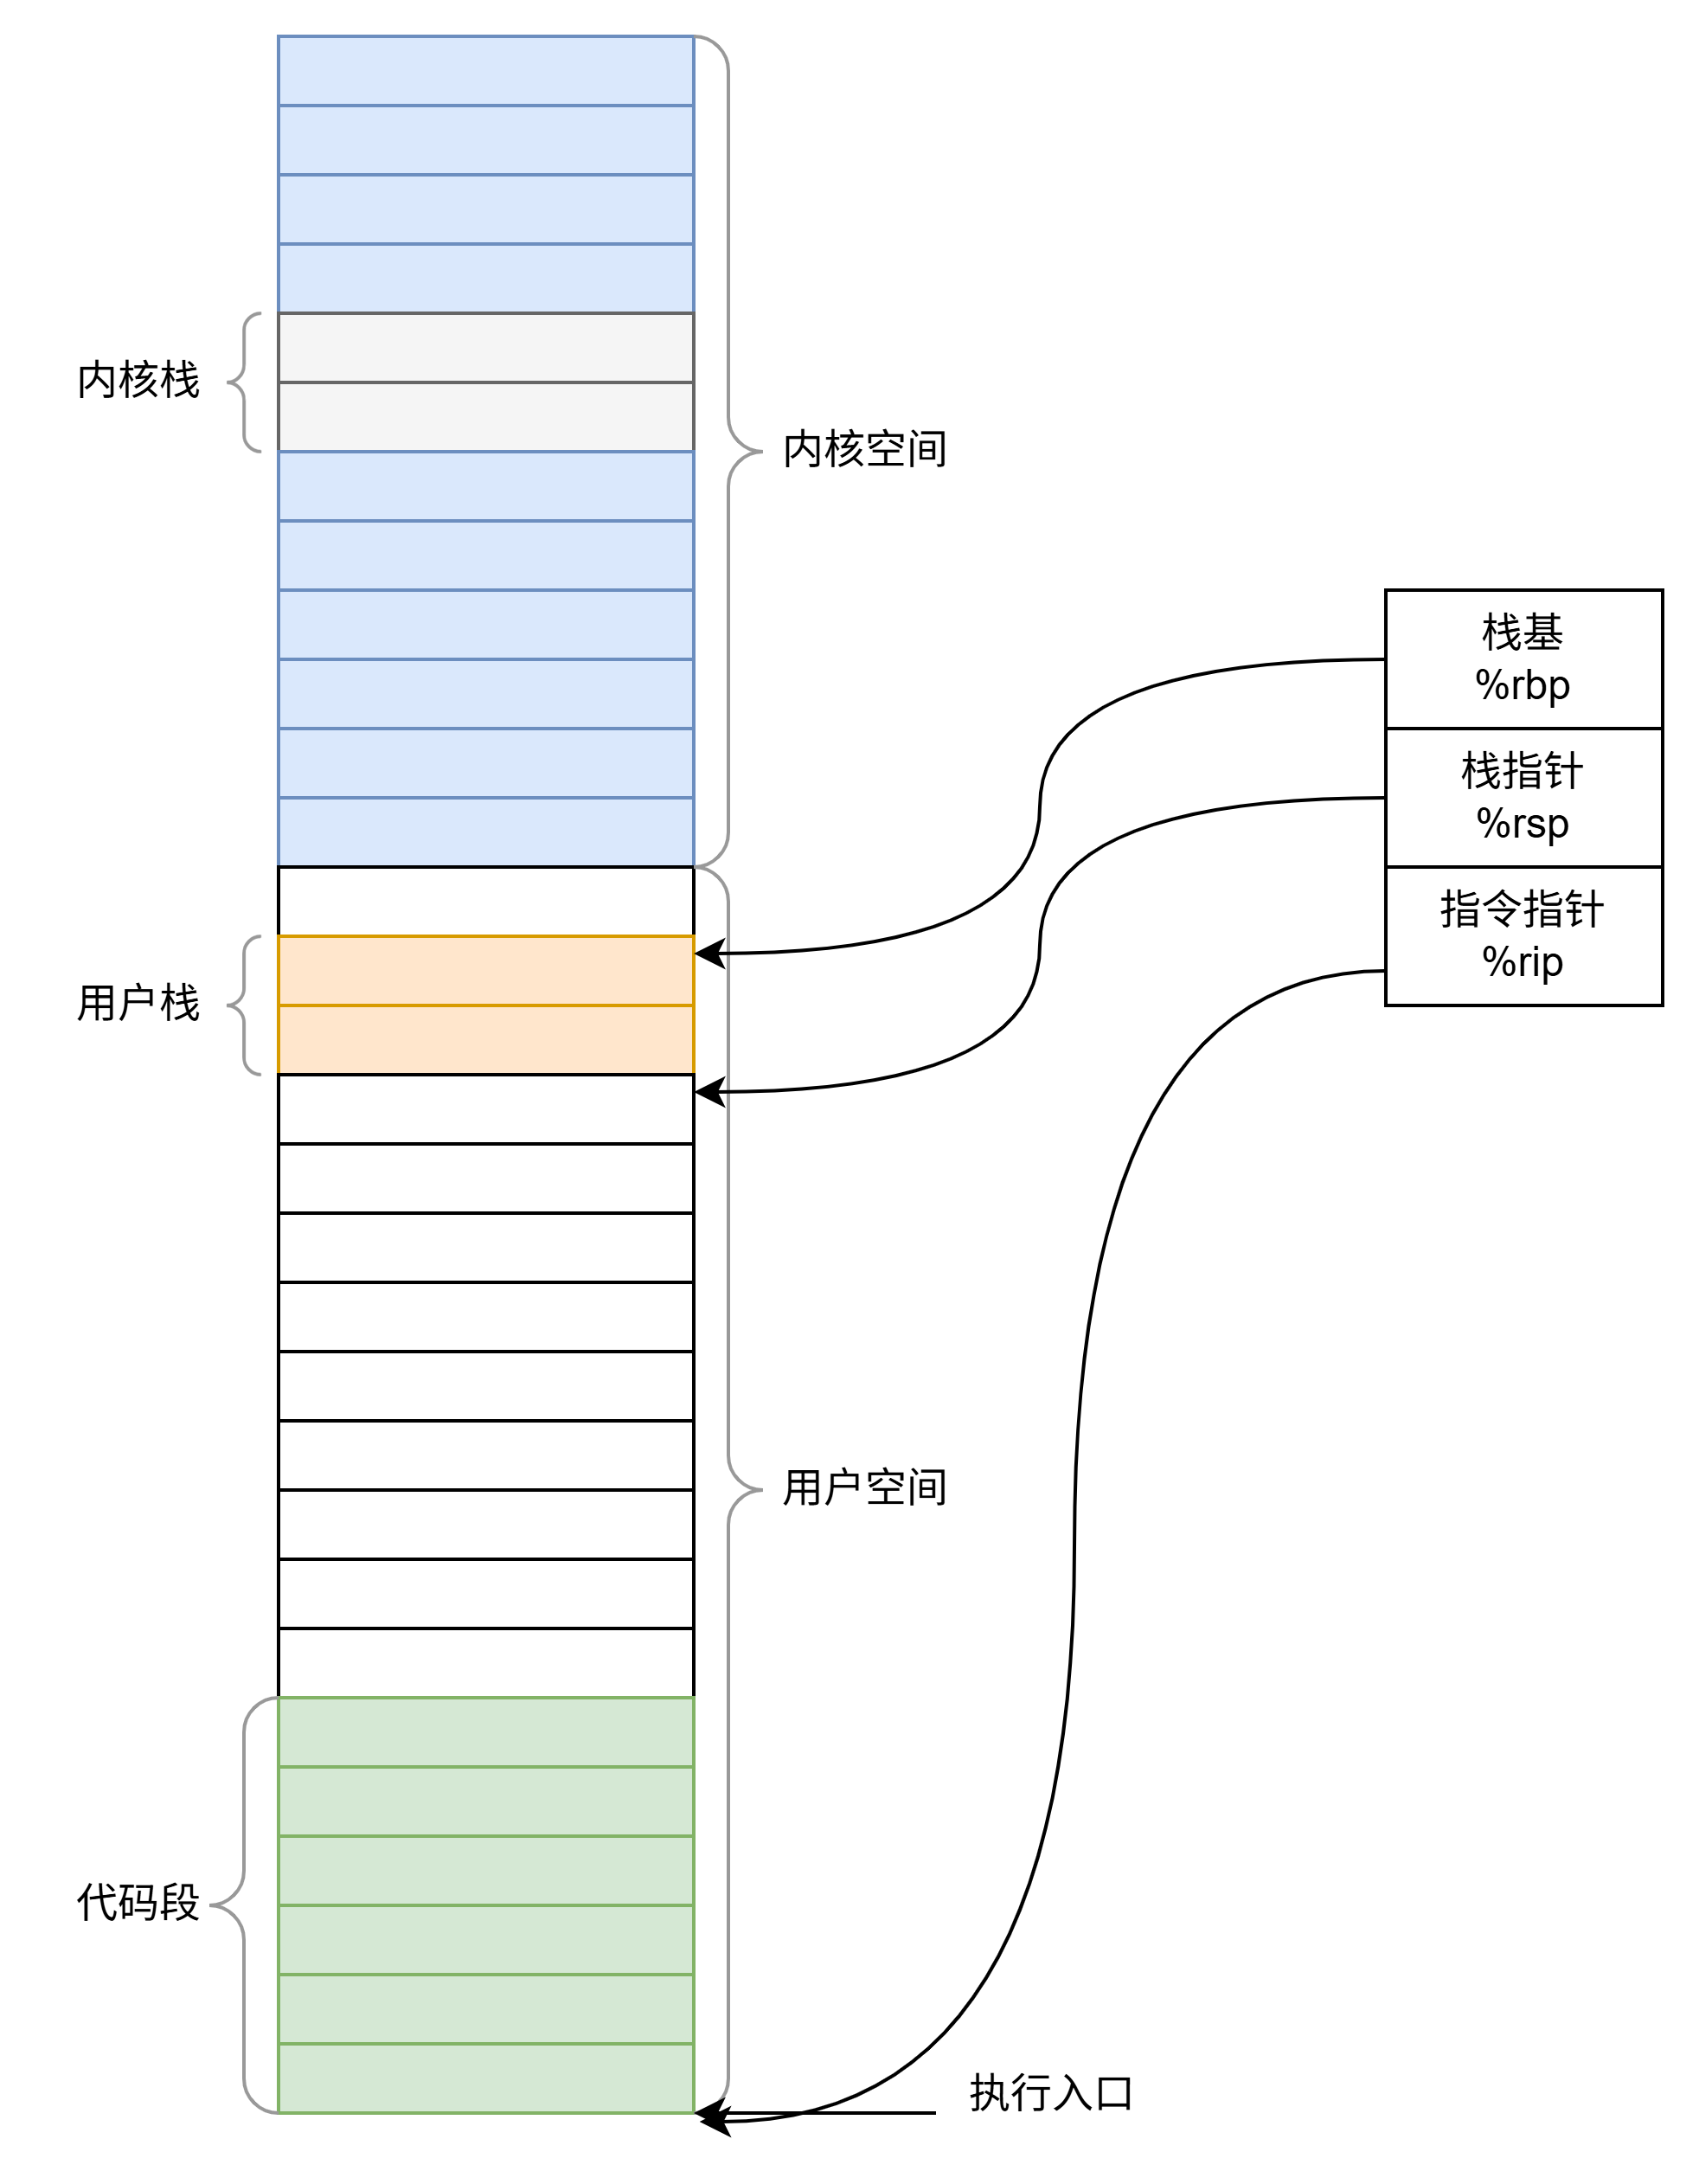 内核栈
内核空间
栈基
%rbp
栈指针
%rsp
指令指针
%rip
用户栈
用户空间
代码段
执行入口